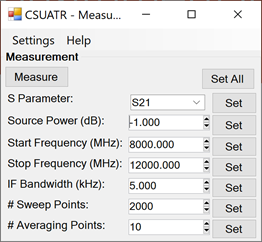 CSUATR - Measu...
Settings Help
Measurement
Measure Set All
S Parameter: S21 Set
Source Power (dB): -1.000 Set
Start Frequency (MHz): 8000.000 Set
Stop Frequency (MHz): 12000.000 Set
IF Bandwidth (kHz): 5.000 Set
# Sweep Points: 2000 Set
# Averaging Points: 10 Set